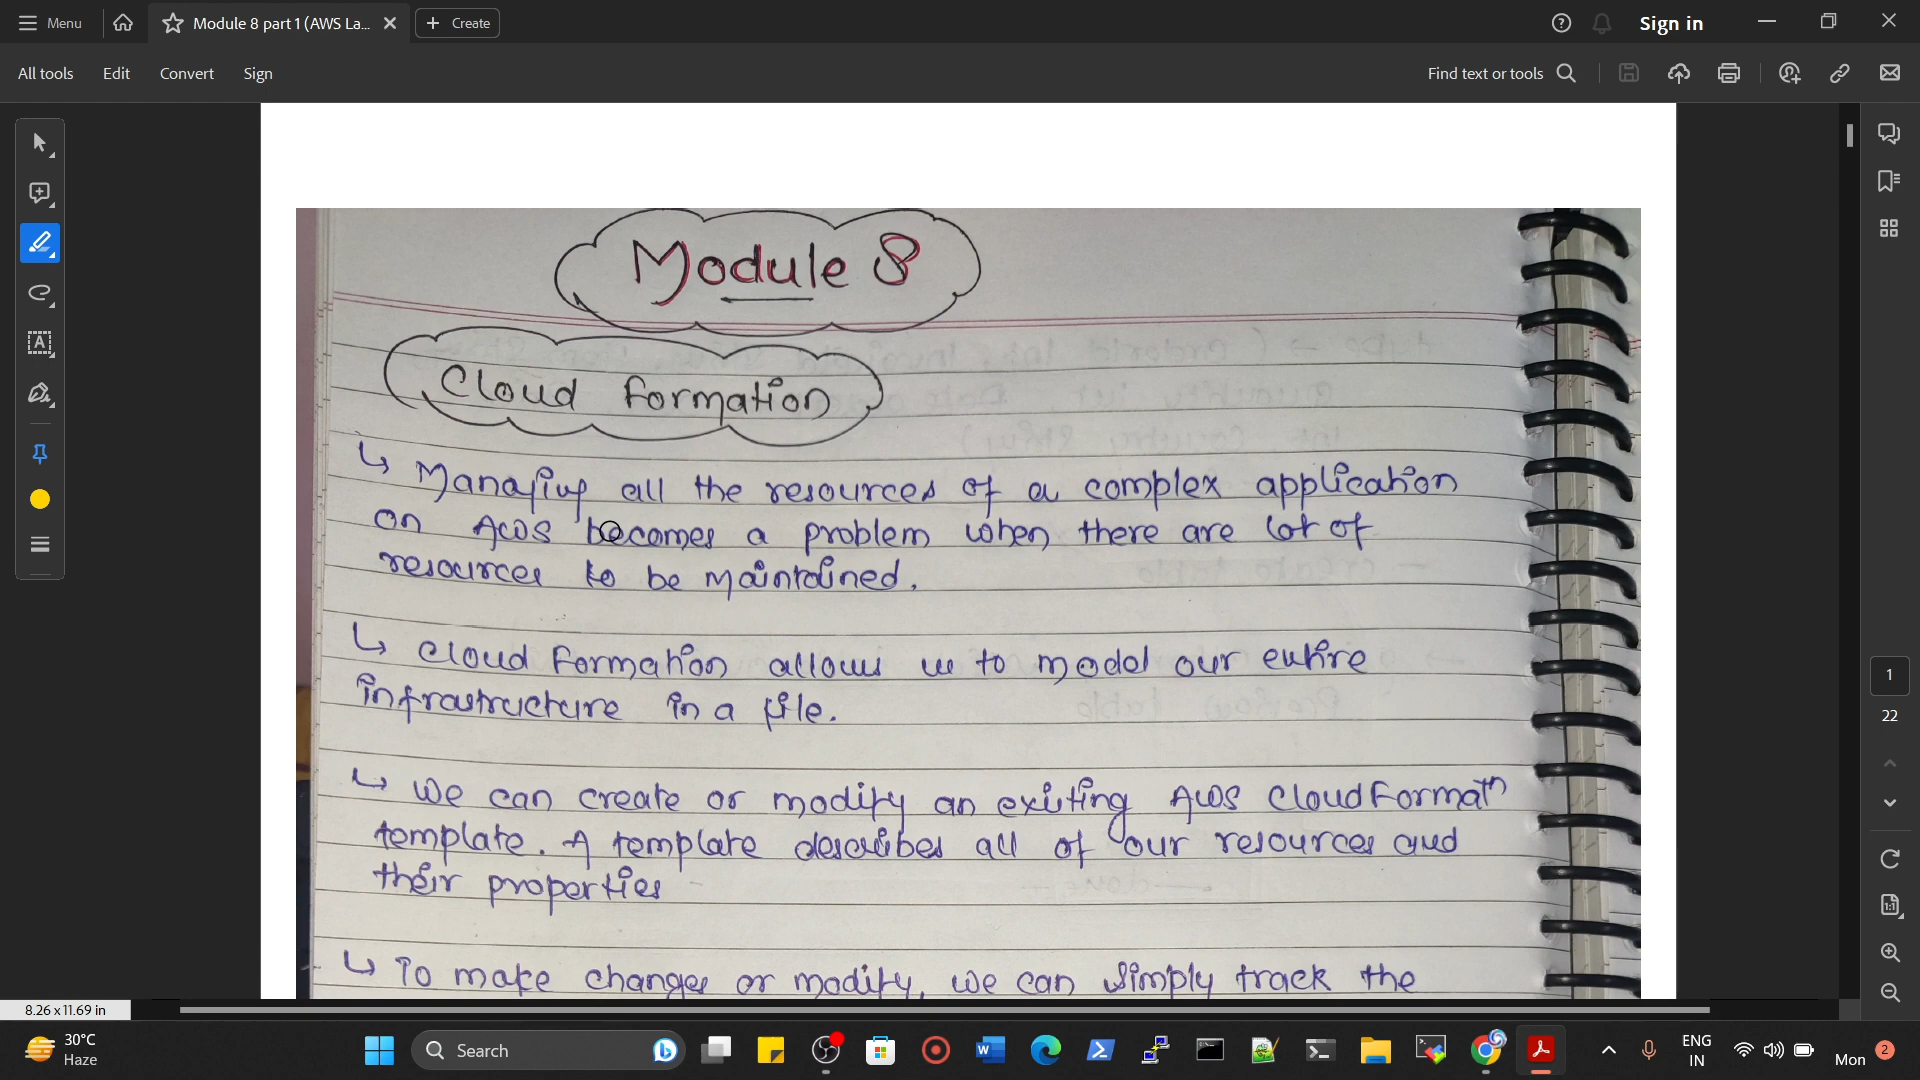 Menu
Module 8 part 1 (AWS La...
Create
Sign in
All tools
Edit
Convert
Sign
Find text or tools
Module 8
Cloud Formation
↳ Managing all the resources of a complex application
on AWS becomes a problem when there are lot of
resources to be maintained.
↳ Cloud Formation allows us to model our entire
infrastructure in a file.
↳ We can create or modify an existing AWS CloudFormatn
template. A template describes all of our resources and
their properties
↳ To make changes or modify, we can simply track the
1
22
8.26 x 11.69 in
30°C
Haze
Search
ENG
IN
Mon
2